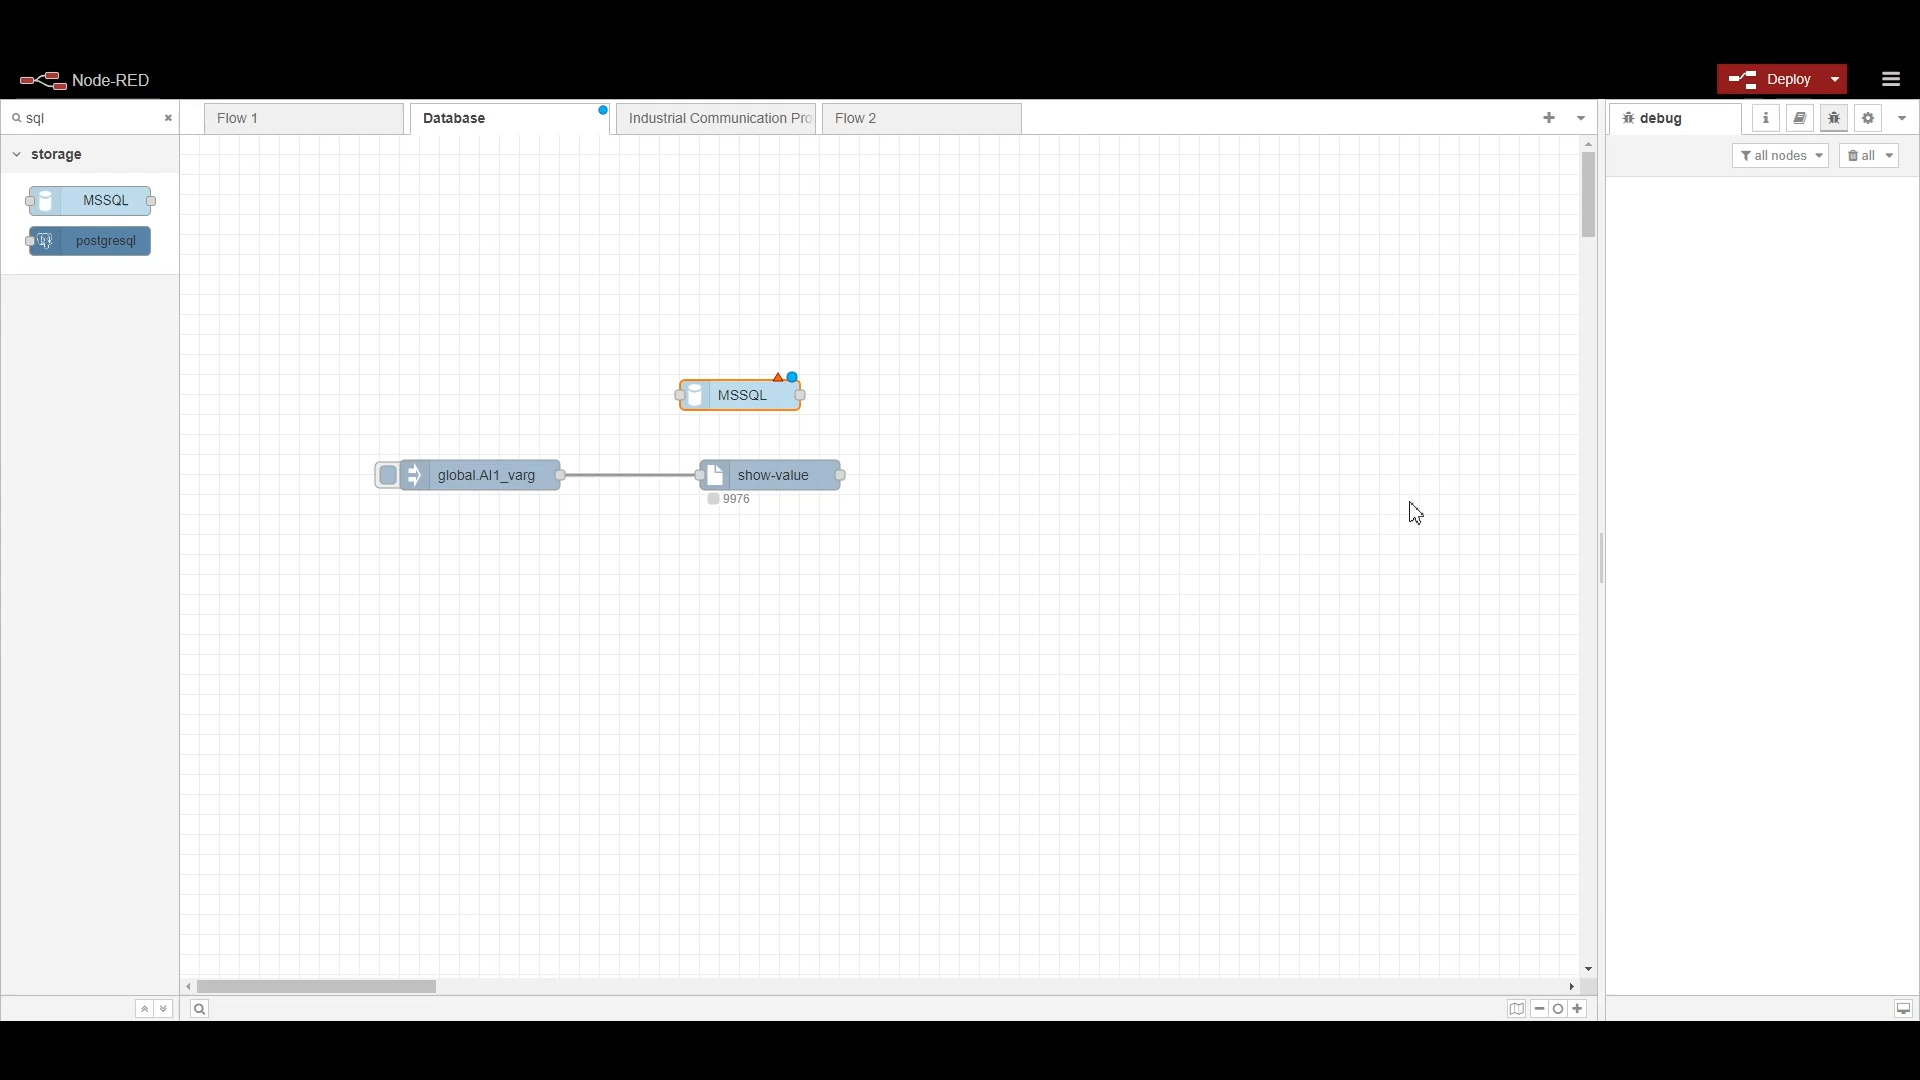 Node-RED
Deploy
sql
Flow 1
Database
Industrial Communication Pro
Flow 2
debug
storage
all nodes
all
MSSQL
postgresql
MSSQL
global.AI1_varg
show-value
9976